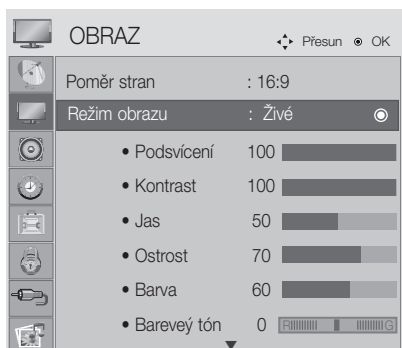 OBRAZ Přesun OK
Poměr stran : 16:9
Režim obrazu : Živé
• Podsvícení 100
• Kontrast 100
• Jas 50
• Ostrost 70
• Barva 60
• Barevý tón 0 R G